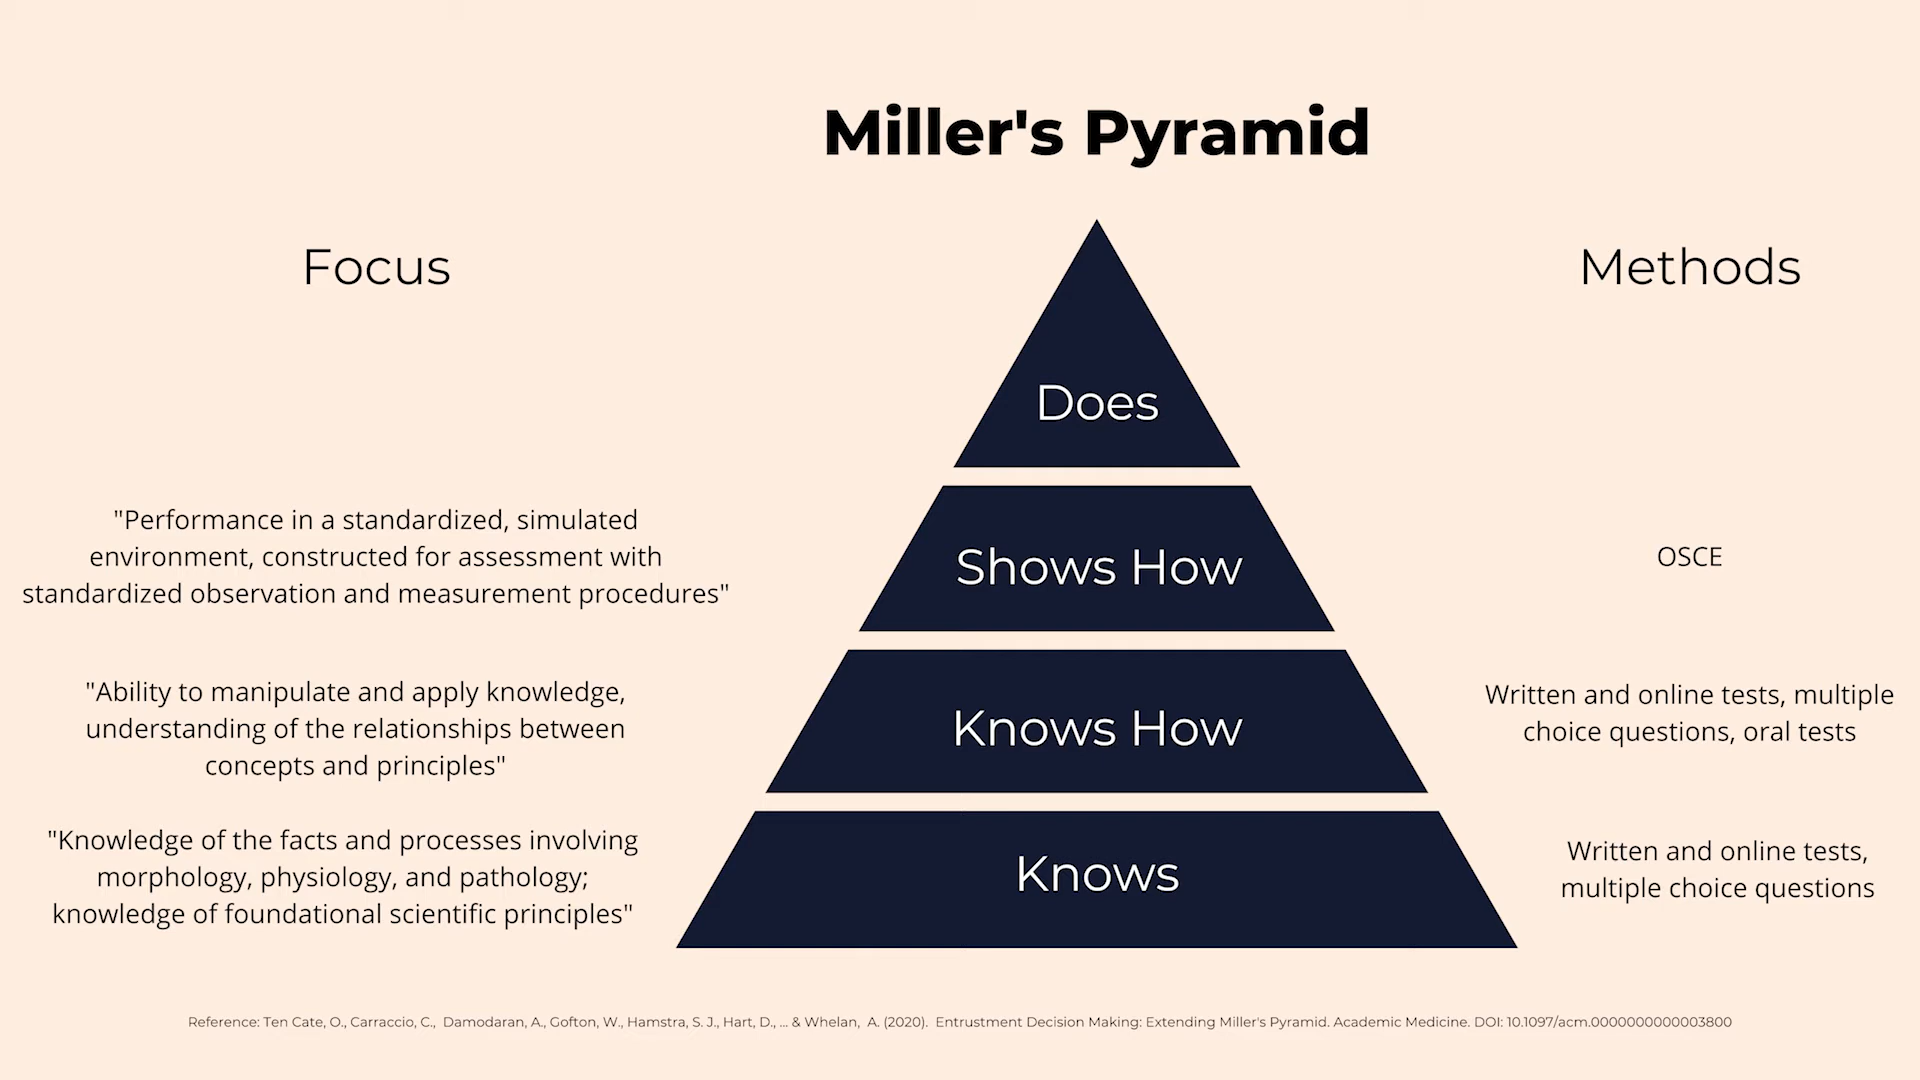 Miller's Pyramid
Focus
Methods
Does
"Performance in a standardized, simulated
environment, constructed for assessment with
standardized observation and measurement procedures"
Shows How
OSCE
"Ability to manipulate and apply knowledge,
understanding of the relationships between
concepts and principles"
Knows How
Written and online tests, multiple
choice questions, oral tests
"Knowledge of the facts and processes involving
morphology, physiology, and pathology;
knowledge of foundational scientific principles"
Knows
Written and online tests,
multiple choice questions
Reference: Ten Cate, O., Carraccio, C., Damodaran, A., Gofton, W., Hamstra, S. J., Hart, D., ... & Whelan, A. (2020). Entrustment Decision Making: Extending Miller's Pyramid. Academic Medicine. DOI: 10.1097/acm.0000000000003800